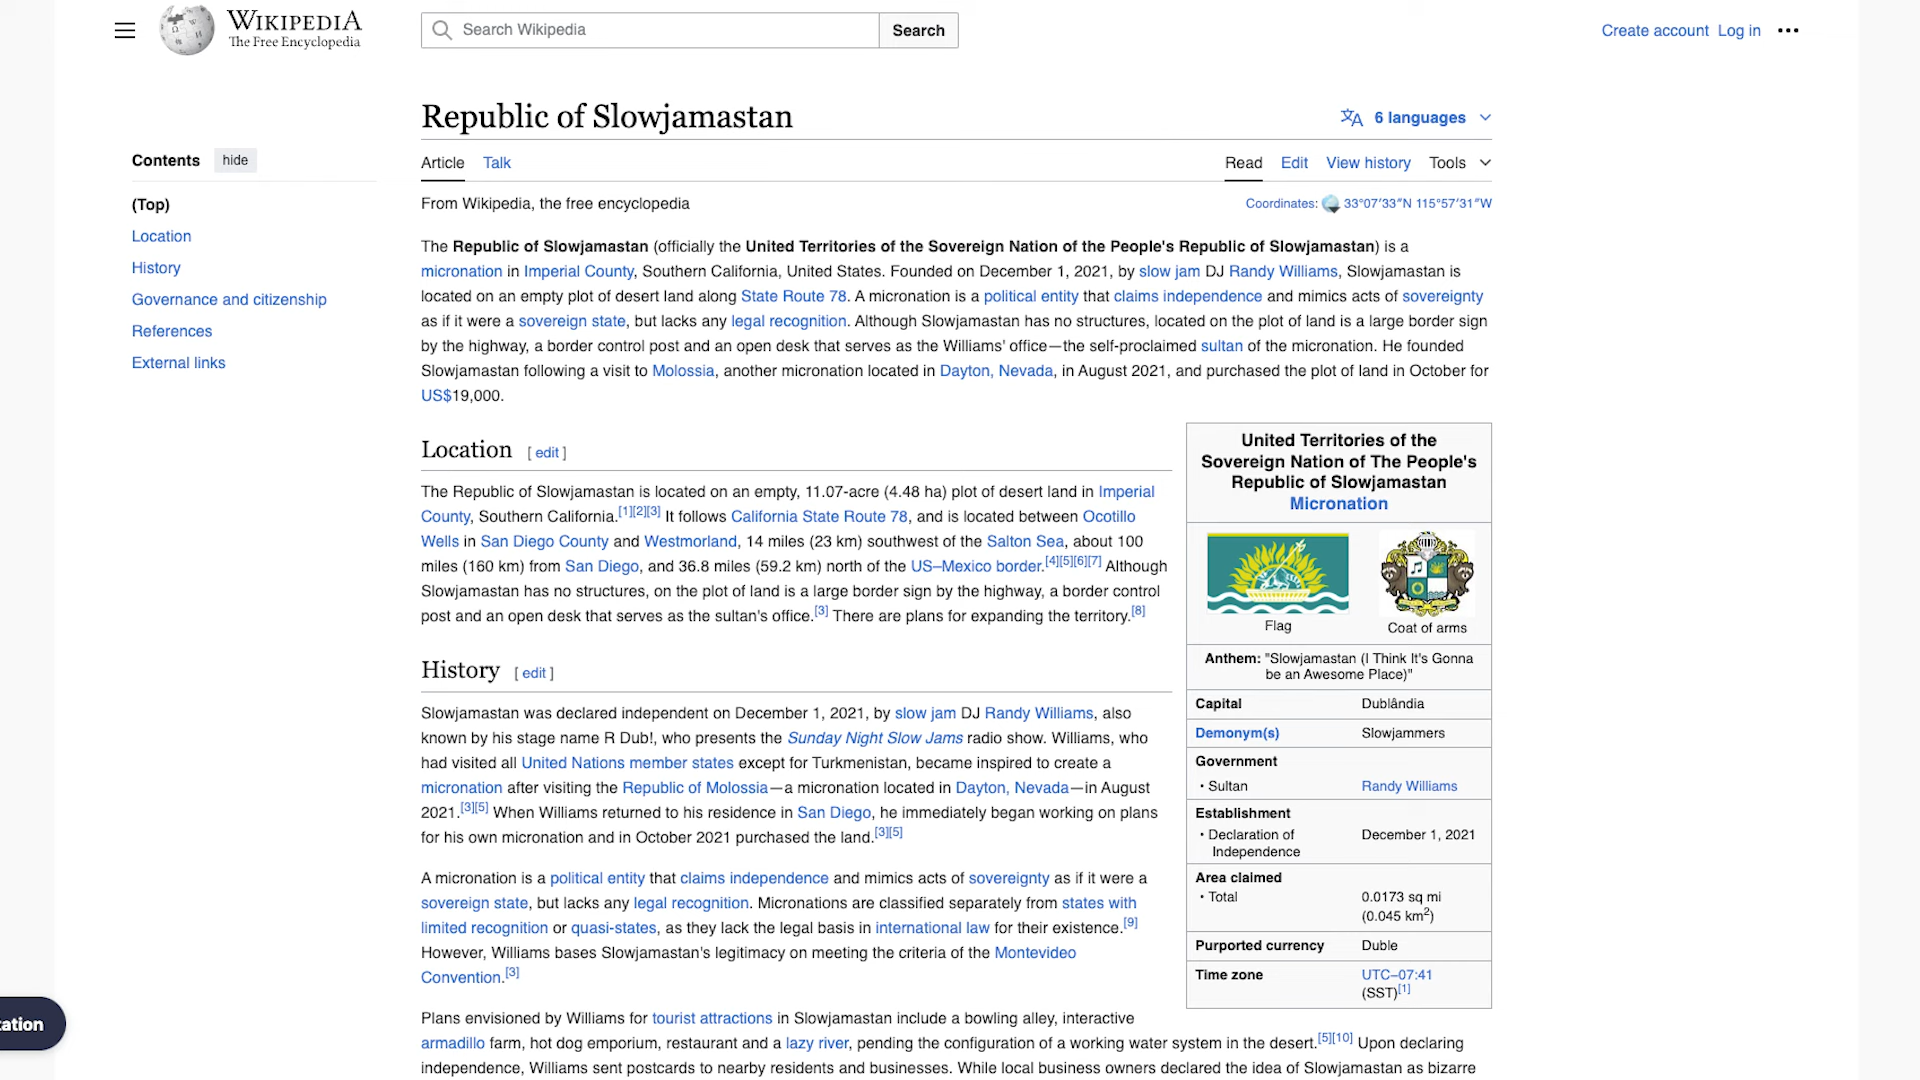 WIKIPEDIA
The Free Encyclopedia
Search Wikipedia
Search
Create account Log in
Republic of Slowjamastan
6 languages
Contents hide
Article Talk
Read Edit View history Tools
(Top)
Location
History
Governance and citizenship
References
External links
From Wikipedia, the free encyclopedia
Coordinates: 33°07′33″N 115°57′31″W
The Republic of Slowjamastan (officially the United Territories of the Sovereign Nation of the People's Republic of Slowjamastan) is a
micronation in Imperial County, Southern California, United States. Founded on December 1, 2021, by slow jam DJ Randy Williams, Slowjamastan is
located on an empty plot of desert land along State Route 78. A micronation is a political entity that claims independence and mimics acts of sovereignty
as if it were a sovereign state, but lacks any legal recognition. Although Slowjamastan has no structures, located on the plot of land is a large border sign
by the highway, a border control post and an open desk that serves as the Williams' office—the self-proclaimed sultan of the micronation. He founded
Slowjamastan following a visit to Molossia, another micronation located in Dayton, Nevada, in August 2021, and purchased the plot of land in October for
US$19,000.
Location [ edit ]
The Republic of Slowjamastan is located on an empty, 11.07-acre (4.48 ha) plot of desert land in Imperial
County, Southern California.[1][2][3] It follows California State Route 78, and is located between Ocotillo
Wells in San Diego County and Westmorland, 14 miles (23 km) southwest of the Salton Sea, about 100
miles (160 km) from San Diego, and 36.8 miles (59.2 km) north of the US–Mexico border.[4][5][6][7] Although
Slowjamastan has no structures, on the plot of land is a large border sign by the highway, a border control
post and an open desk that serves as the sultan's office.[3] There are plans for expanding the territory.[8]
History [ edit ]
Slowjamastan was declared independent on December 1, 2021, by slow jam DJ Randy Williams, also
known by his stage name R Dub!, who presents the Sunday Night Slow Jams radio show. Williams, who
had visited all United Nations member states except for Turkmenistan, became inspired to create a
micronation after visiting the Republic of Molossia—a micronation located in Dayton, Nevada—in August
2021.[3][5] When Williams returned to his residence in San Diego, he immediately began working on plans
for his own micronation and in October 2021 purchased the land.[3][5]
A micronation is a political entity that claims independence and mimics acts of sovereignty as if it were a
sovereign state, but lacks any legal recognition. Micronations are classified separately from states with
limited recognition or quasi-states, as they lack the legal basis in international law for their existence.[9]
However, Williams bases Slowjamastan's legitimacy on meeting the criteria of the Montevideo
Convention.[3]
Plans envisioned by Williams for tourist attractions in Slowjamastan include a bowling alley, interactive
armadillo farm, hot dog emporium, restaurant and a lazy river, pending the configuration of a working water system in the desert.[5][10] Upon declaring
independence, Williams sent postcards to nearby residents and businesses. While local business owners declared the idea of Slowjamastan as bizarre
United Territories of the
Sovereign Nation of The People's
Republic of Slowjamastan
Micronation
Flag
Coat of arms
Anthem: "Slowjamastan (I Think It's Gonna
be an Awesome Place)"
Capital Dublândia
Demonym(s) Slowjammers
Government
• Sultan Randy Williams
Establishment
• Declaration of December 1, 2021
Independence
Area claimed
• Total 0.0173 sq mi
(0.045 km2)
Purported currency Duble
Time zone UTC–07:41
(SST)[1]
tation